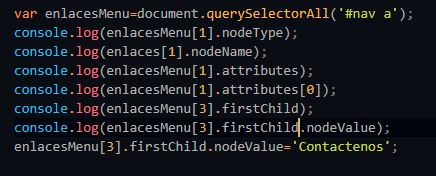 var enlacesMenu=document.querySelectorAll('#nav a');
console.log(enlacesMenu[1].nodeType);
console.log(enlaces[1].nodeName);
console.log(enlacesMenu[1].attributes);
console.log(enlacesMenu[1].attributes[0]);
console.log(enlacesMenu[3].firstChild);
console.log(enlacesMenu[3].firstChild.nodeValue);
enlacesMenu[3].firstChild.nodeValue='Contactenos';